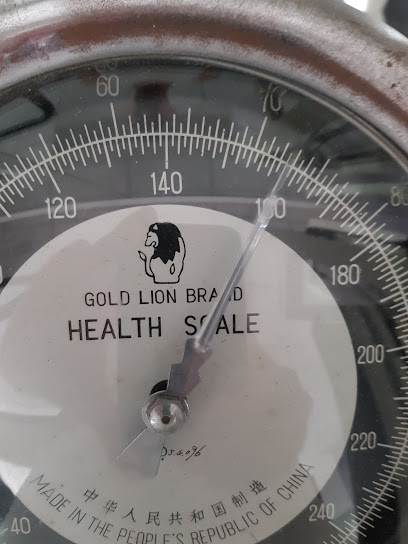 60
70
80
120
140
180
200
220
240
40
GOLD LION BRAND
HEALTH SCALE
中华人民共和国制造
MADE IN THE PEOPLE'S REPUBLIC OF CHINA